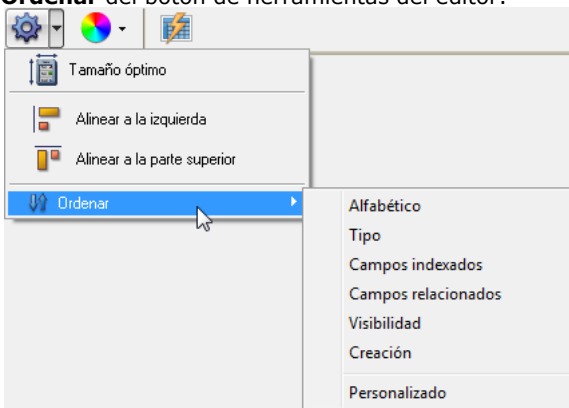 Ordenar del botón de herramientas del editor:
Tamaño óptimo
Alinear a la izquierda
Alinear a la parte superior
Ordenar
Alfabético
Tipo
Campos indexados
Campos relacionados
Visibilidad
Creación
Personalizado